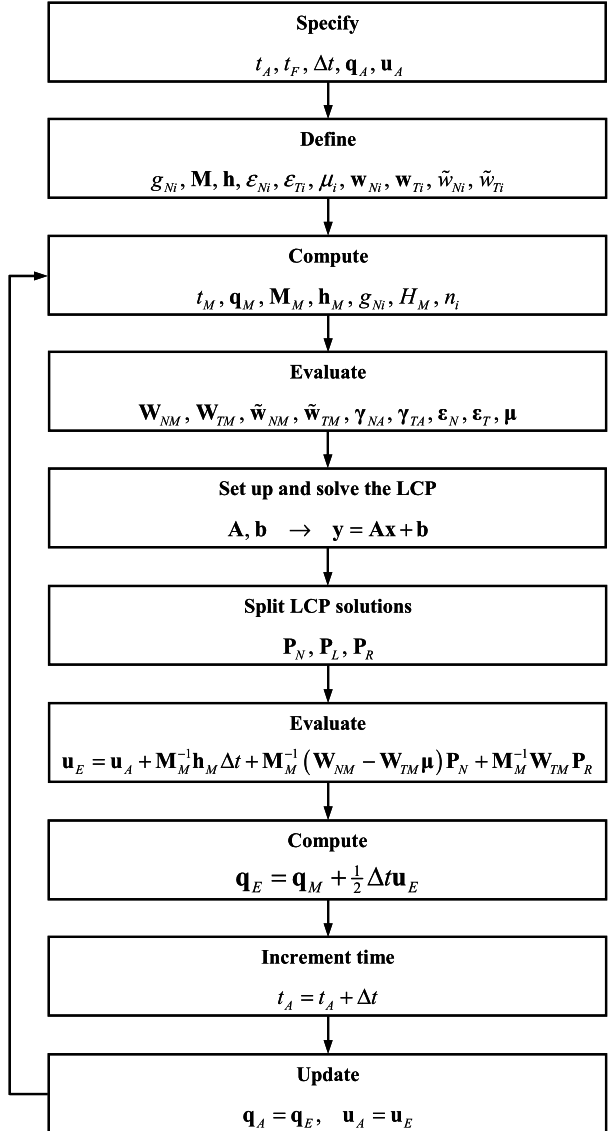 Specify
t_A, t_F, Δt, q_A, u_A
Define
g_Ni, M, h, ε_Ni, ε_Ti, μ_i, w_Ni, w_Ti, w̃_Ni, w̃_Ti
Compute
t_M, q_M, M_M, h_M, g_Ni, H_M, n_i
Evaluate
W_NM, W_TM, w̃_NM, w̃_TM, γ_NA, γ_TA, ε_N, ε_T, μ
Set up and solve the LCP
A, b → y = Ax + b
Split LCP solutions
P_N, P_L, P_R
Evaluate
u_E = u_A + M_M^{-1} h_M Δt + M_M^{-1} (W_NM − W_TM μ) P_N + M_M^{-1} W_TM P_R
Compute
q_E = q_M + ½ Δt u_E
Increment time
t_A = t_A + Δt
Update
q_A = q_E, u_A = u_E